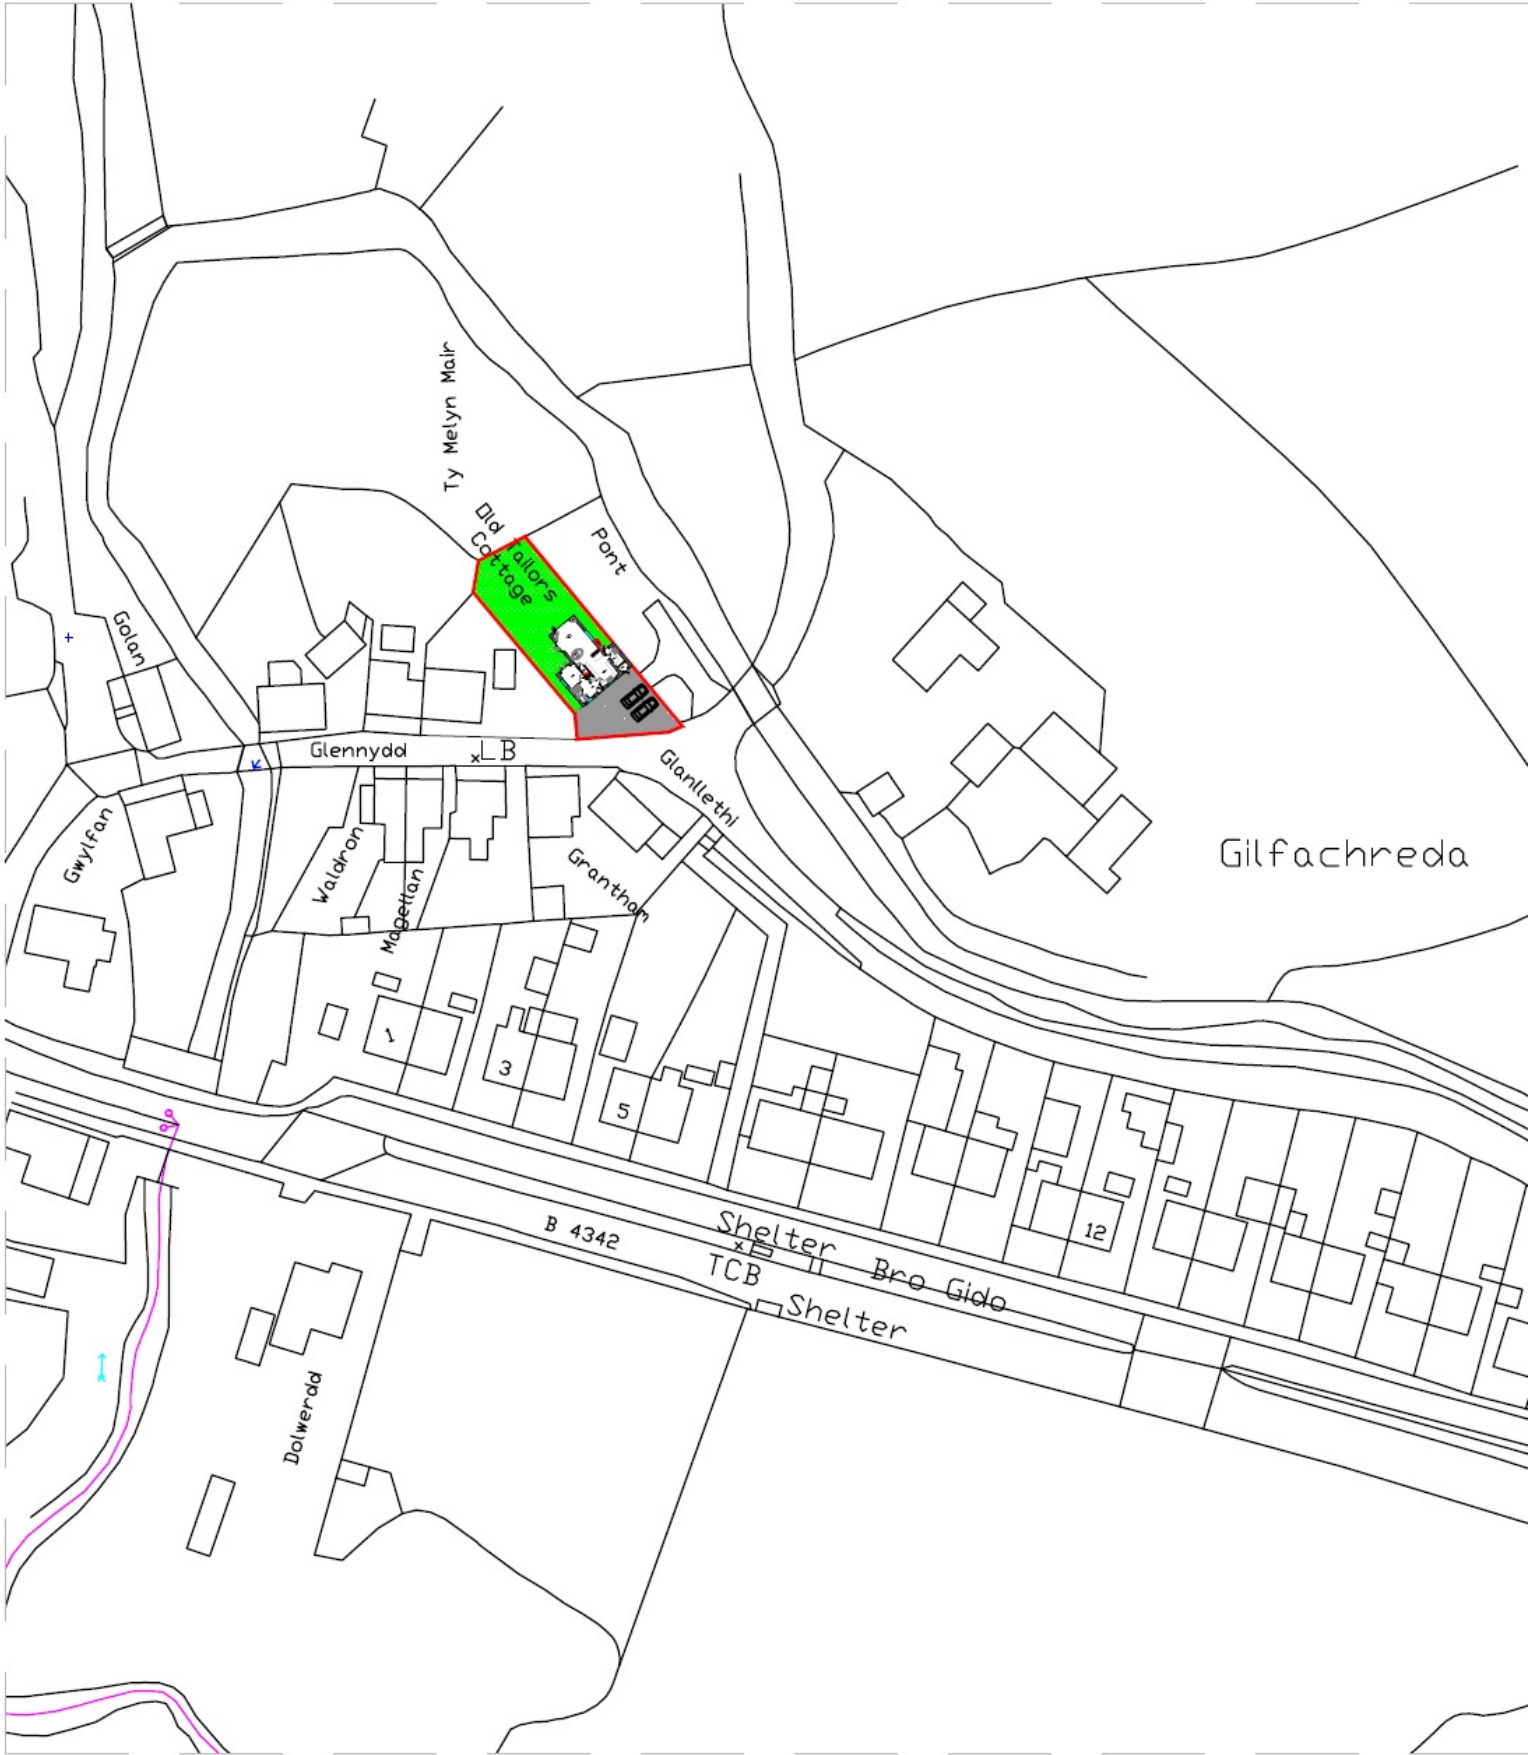 Ty Melyn Mair
Old Tailors
Cottage
Pont
Golan
Glennydd
LB
Glanllethi
Gwylfan
Waldron
Magellan
Grantham
Gilfachreda
1
3
5
12
B 4342
Shelter
TCB
Bro Gido
Shelter
Dolwerdd